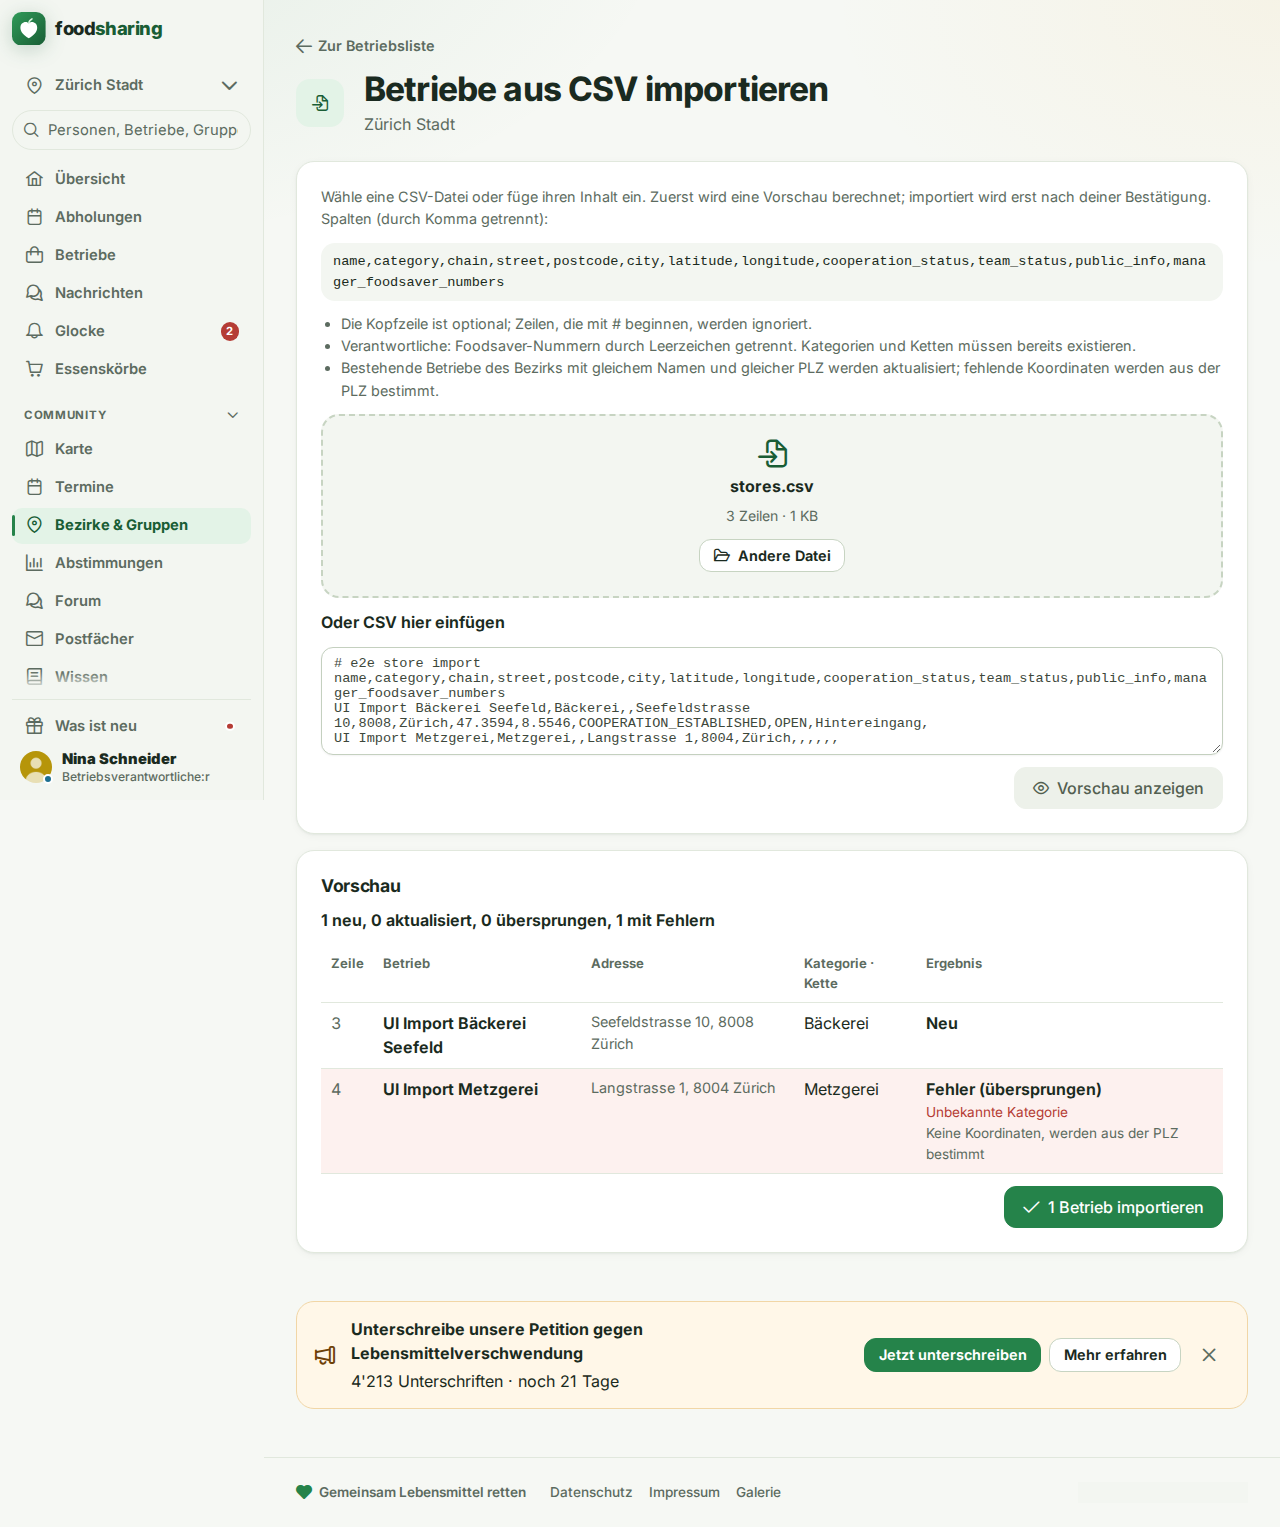 foodsharing
Zürich Stadt
Personen, Betriebe, Grupp
Übersicht
Abholungen
Betriebe
Nachrichten
Glocke 2
Essenskörbe
COMMUNITY
Karte
Termine
Bezirke & Gruppen
Abstimmungen
Forum
Postfächer
Wissen
Was ist neu
Nina Schneider
Betriebsverantwortliche:r
Zur Betriebsliste
Betriebe aus CSV importieren
Zürich Stadt
Wähle eine CSV-Datei oder füge ihren Inhalt ein. Zuerst wird eine Vorschau berechnet; importiert wird erst nach deiner Bestätigung.
Spalten (durch Komma getrennt):
name,category,chain,street,postcode,city,latitude,longitude,cooperation_status,team_status,public_info,mana
ger_foodsaver_numbers
Die Kopfzeile ist optional; Zeilen, die mit # beginnen, werden ignoriert.
Verantwortliche: Foodsaver-Nummern durch Leerzeichen getrennt. Kategorien und Ketten müssen bereits existieren.
Bestehende Betriebe des Bezirks mit gleichem Namen und gleicher PLZ werden aktualisiert; fehlende Koordinaten werden aus der
PLZ bestimmt.
stores.csv
3 Zeilen · 1 KB
Andere Datei
Oder CSV hier einfügen
# e2e store import
name,category,chain,street,postcode,city,latitude,longitude,cooperation_status,team_status,public_info,mana
ger_foodsaver_numbers
UI Import Bäckerei Seefeld,Bäckerei,,Seefeldstrasse
10,8008,Zürich,47.3594,8.5546,COOPERATION_ESTABLISHED,OPEN,Hintereingang,
UI Import Metzgerei,Metzgerei,,Langstrasse 1,8004,Zürich,,,,,,
Vorschau anzeigen
Vorschau
1 neu, 0 aktualisiert, 0 übersprungen, 1 mit Fehlern
Zeile Betrieb Adresse Kategorie · Ergebnis
Kette
3 UI Import Bäckerei Seefeldstrasse 10, 8008 Bäckerei Neu
Seefeld Zürich
4 UI Import Metzgerei Langstrasse 1, 8004 Zürich Metzgerei Fehler (übersprungen)
Unbekannte Kategorie
Keine Koordinaten, werden aus der PLZ
bestimmt
1 Betrieb importieren
Unterschreibe unsere Petition gegen
Lebensmittelverschwendung
4'213 Unterschriften · noch 21 Tage
Jetzt unterschreiben
Mehr erfahren
Gemeinsam Lebensmittel retten Datenschutz Impressum Galerie